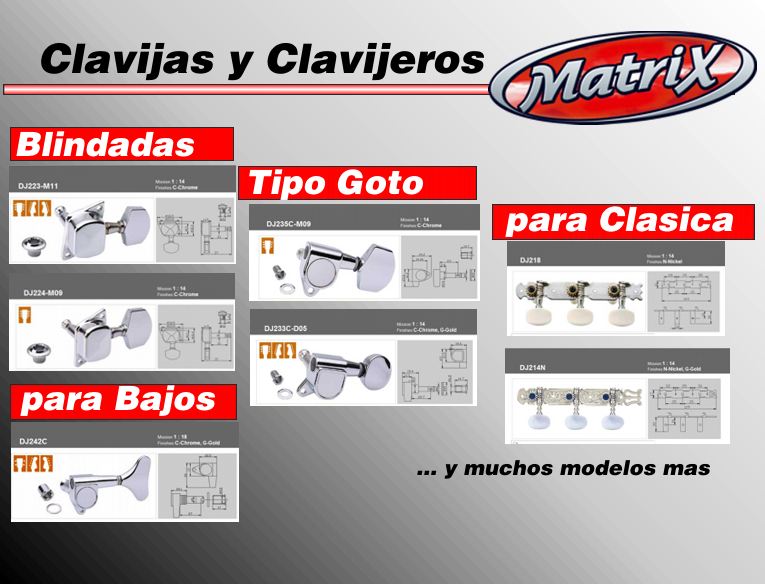 Clavijas y Clavijeros
MatriX
Blindadas
DJ223-M11
Mission 1 : 14
Finishes C-Chrome
DJ224-M09
Mission 1 : 14
Finishes C-Chrome
para Bajos
DJ242C
Mission 1 : 18
Finishes C-Chrome, G-Gold
Tipo Goto
DJ235C-M09
Mission 1 : 14
Finishes C-Chrome
DJ233C-D05
Mission 1 : 14
Finishes C-Chrome, G-Gold
para Clasica
DJ218
Mission 1 : 14
Finishes N-Nickel
DJ214N
Mission 1 : 14
Finishes N-Nickel, G-Gold
... y muchos modelos mas